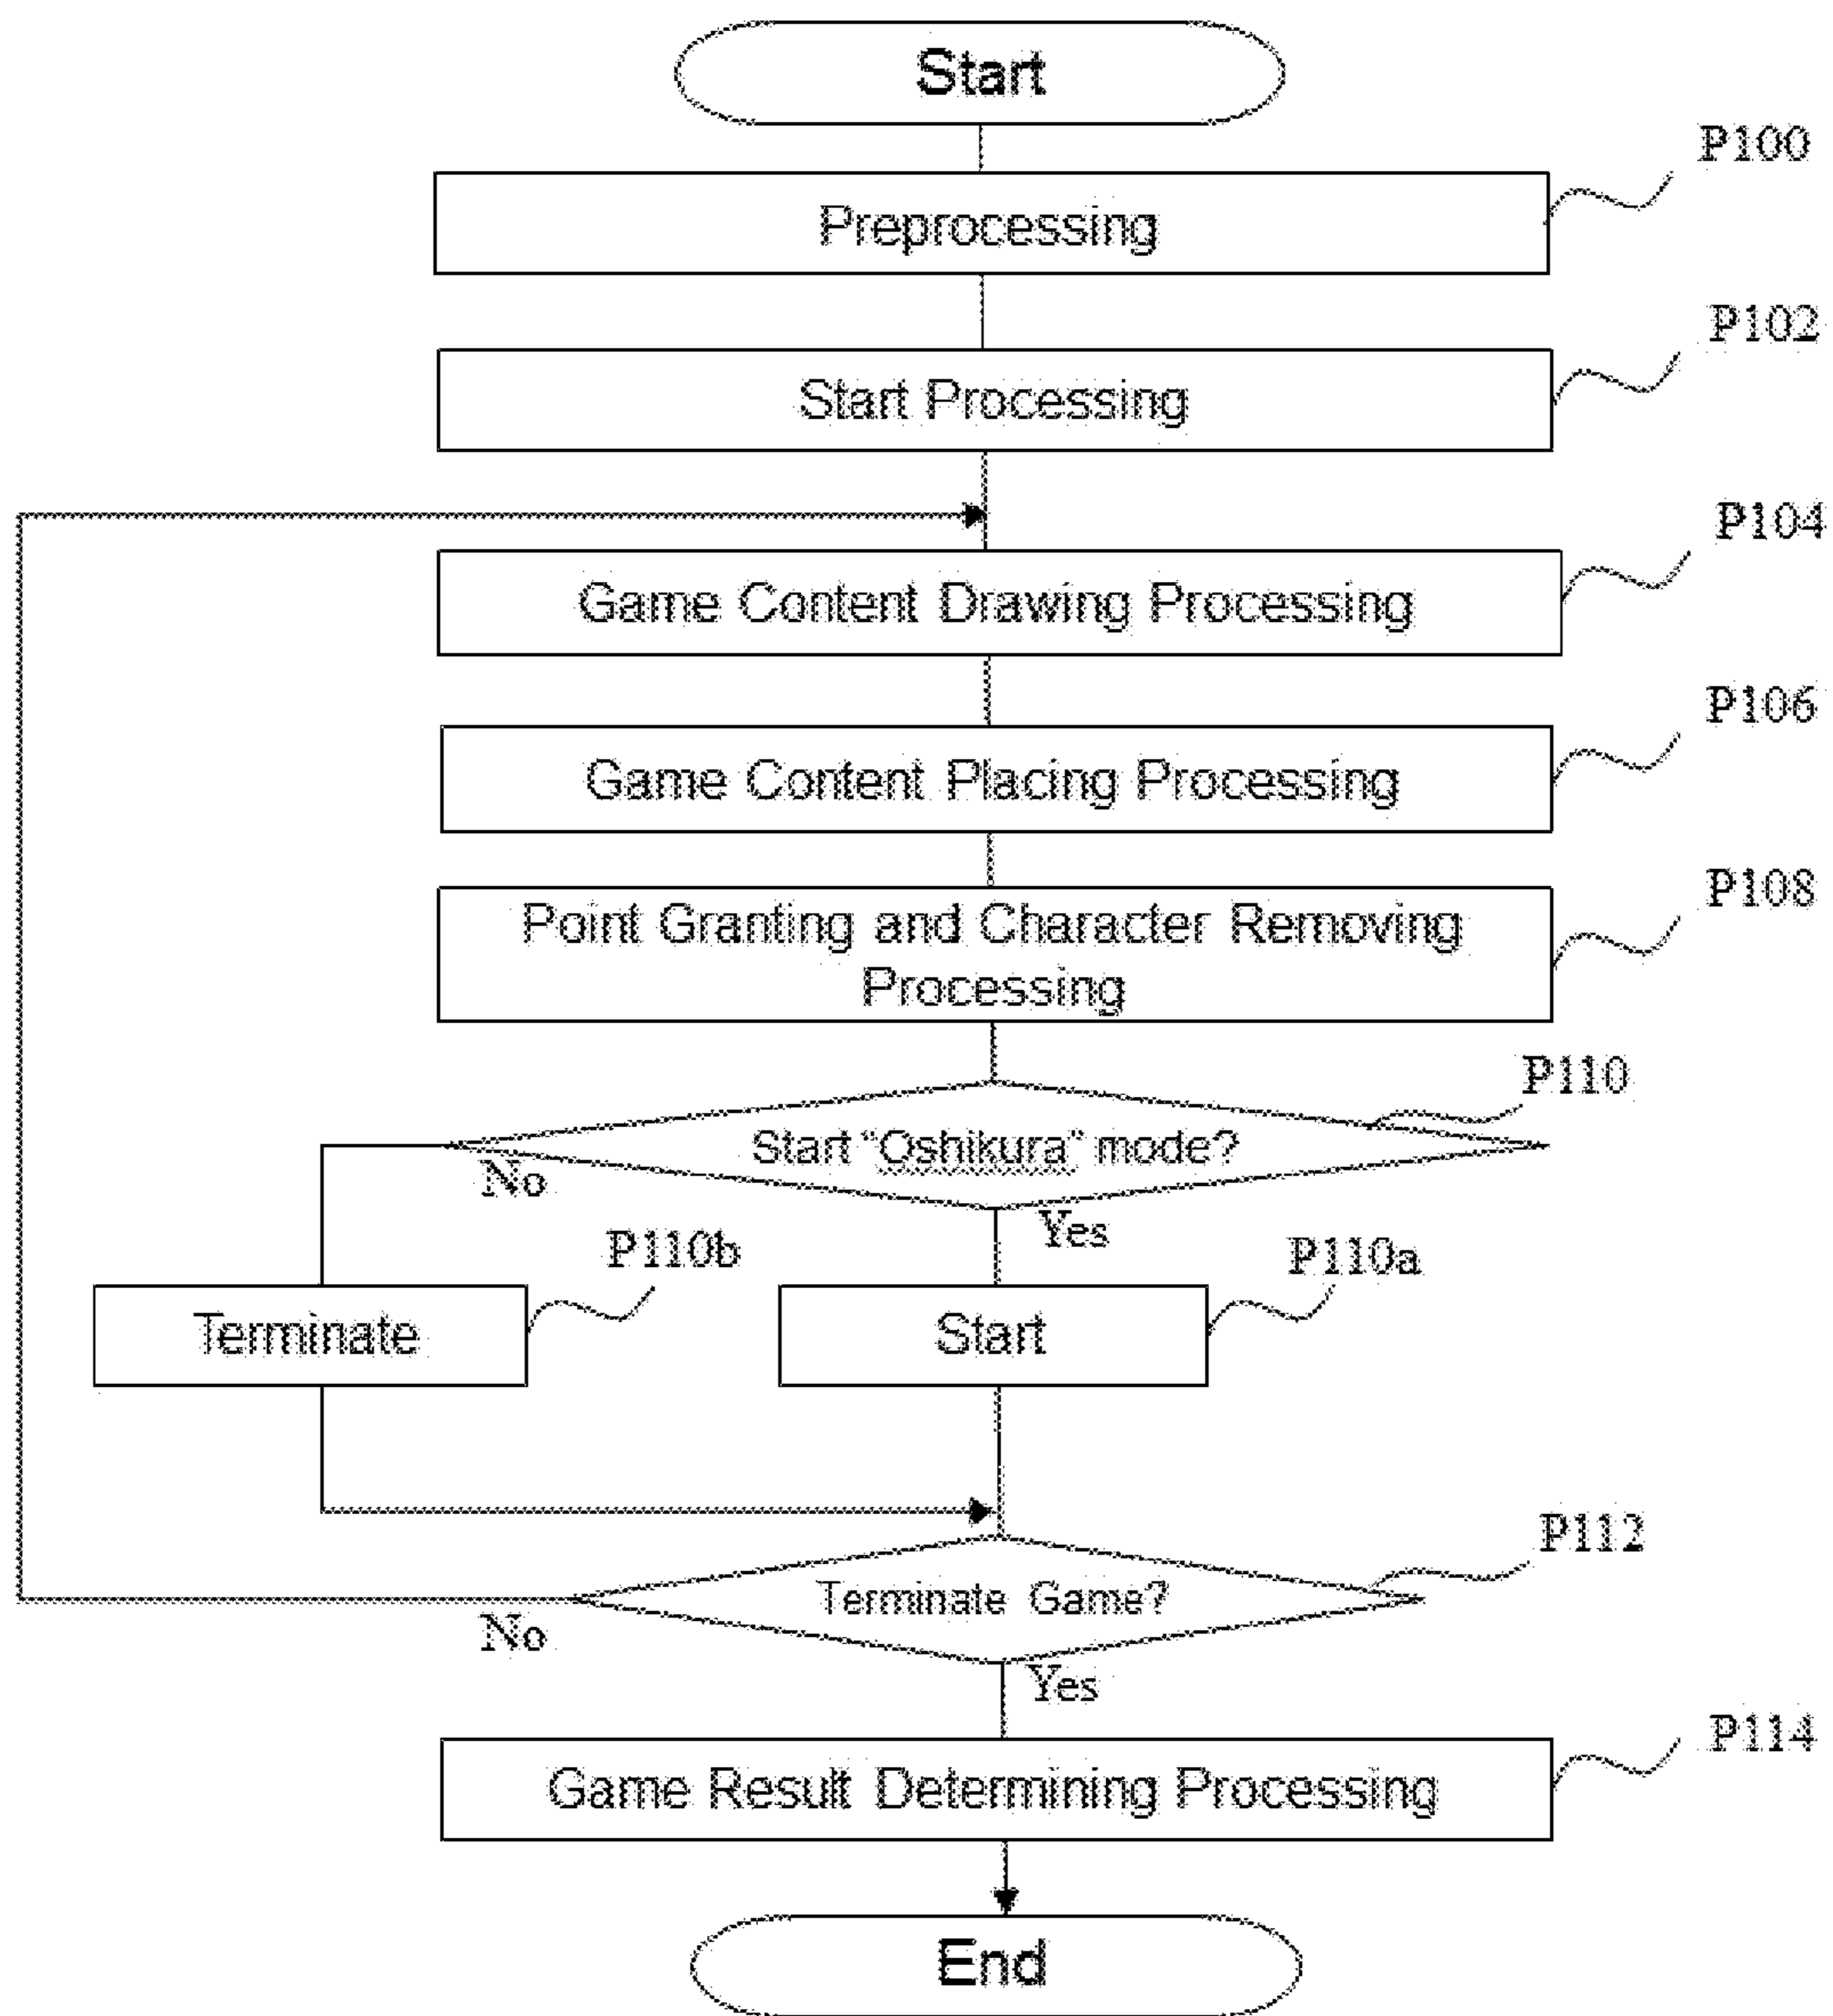 Start
P100
Preprocessing
P102
Start Processing
P104
Game Content Drawing Processing
P106
Game Content Placing Processing
P108
Point Granting and Character Removing
Processing
P110
Start "Oshikura" mode?
No
Yes
P110b
P110a
Terminate
Start
P112
Terminate Game?
No
Yes
P114
Game Result Determining Processing
End